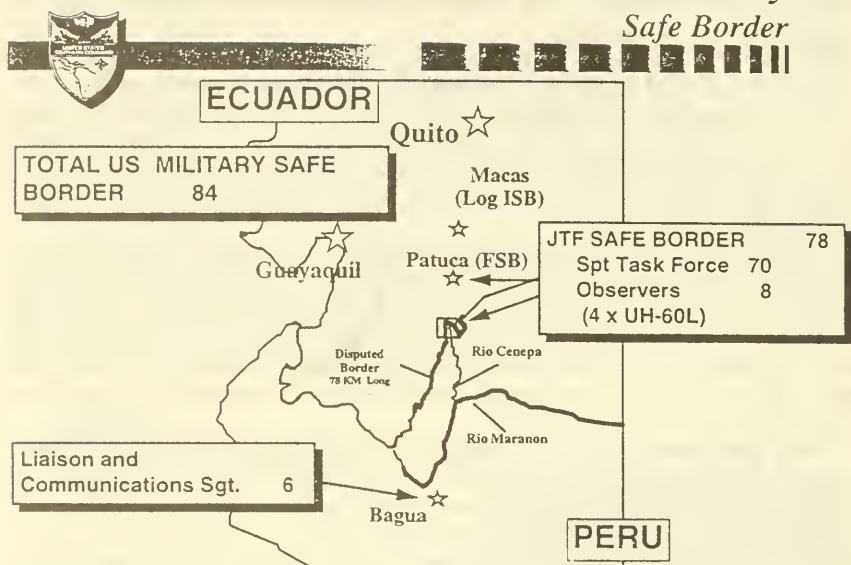 Safe Border
UNITED STATES
ECUADOR
Quito
TOTAL US MILITARY SAFE
BORDER 84
Macas
(Log ISB)
Guayaquil
Patuca (FSB)
JTF SAFE BORDER 78
Spt Task Force 70
Observers 8
(4 x UH-60L)
Disputed
Border
78 KM Long
Rio Cenepa
Rio Maranon
Liaison and
Communications Sgt. 6
Bagua
PERU